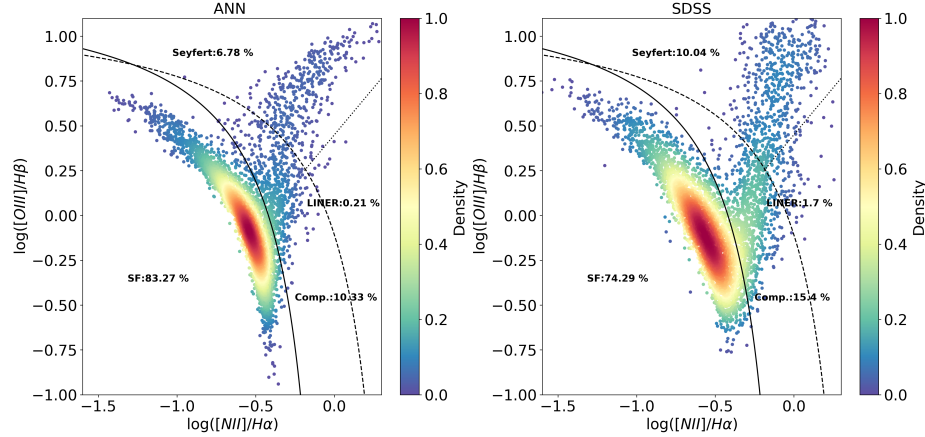 ANN
SDSS
Seyfert:6.78 %
LINER:0.21 %
SF:83.27 %
Comp.:10.33 %
1.00
0.75
0.50
0.25
0.00
−0.25
−0.50
−0.75
−1.00
−1.5
−1.0
−0.5
0.0
log([NII]/Hα)
log([OIII]/Hβ)
1.0
0.8
0.6
0.4
0.2
0.0
Density
Seyfert:10.04 %
LINER:1.7 %
SF:74.29 %
Comp.:15.4 %
1.00
0.75
0.50
0.25
0.00
−0.25
−0.50
−0.75
−1.00
−1.5
−1.0
−0.5
0.0
log([NII]/Hα)
log([OIII]/Hβ)
1.0
0.8
0.6
0.4
0.2
0.0
Density